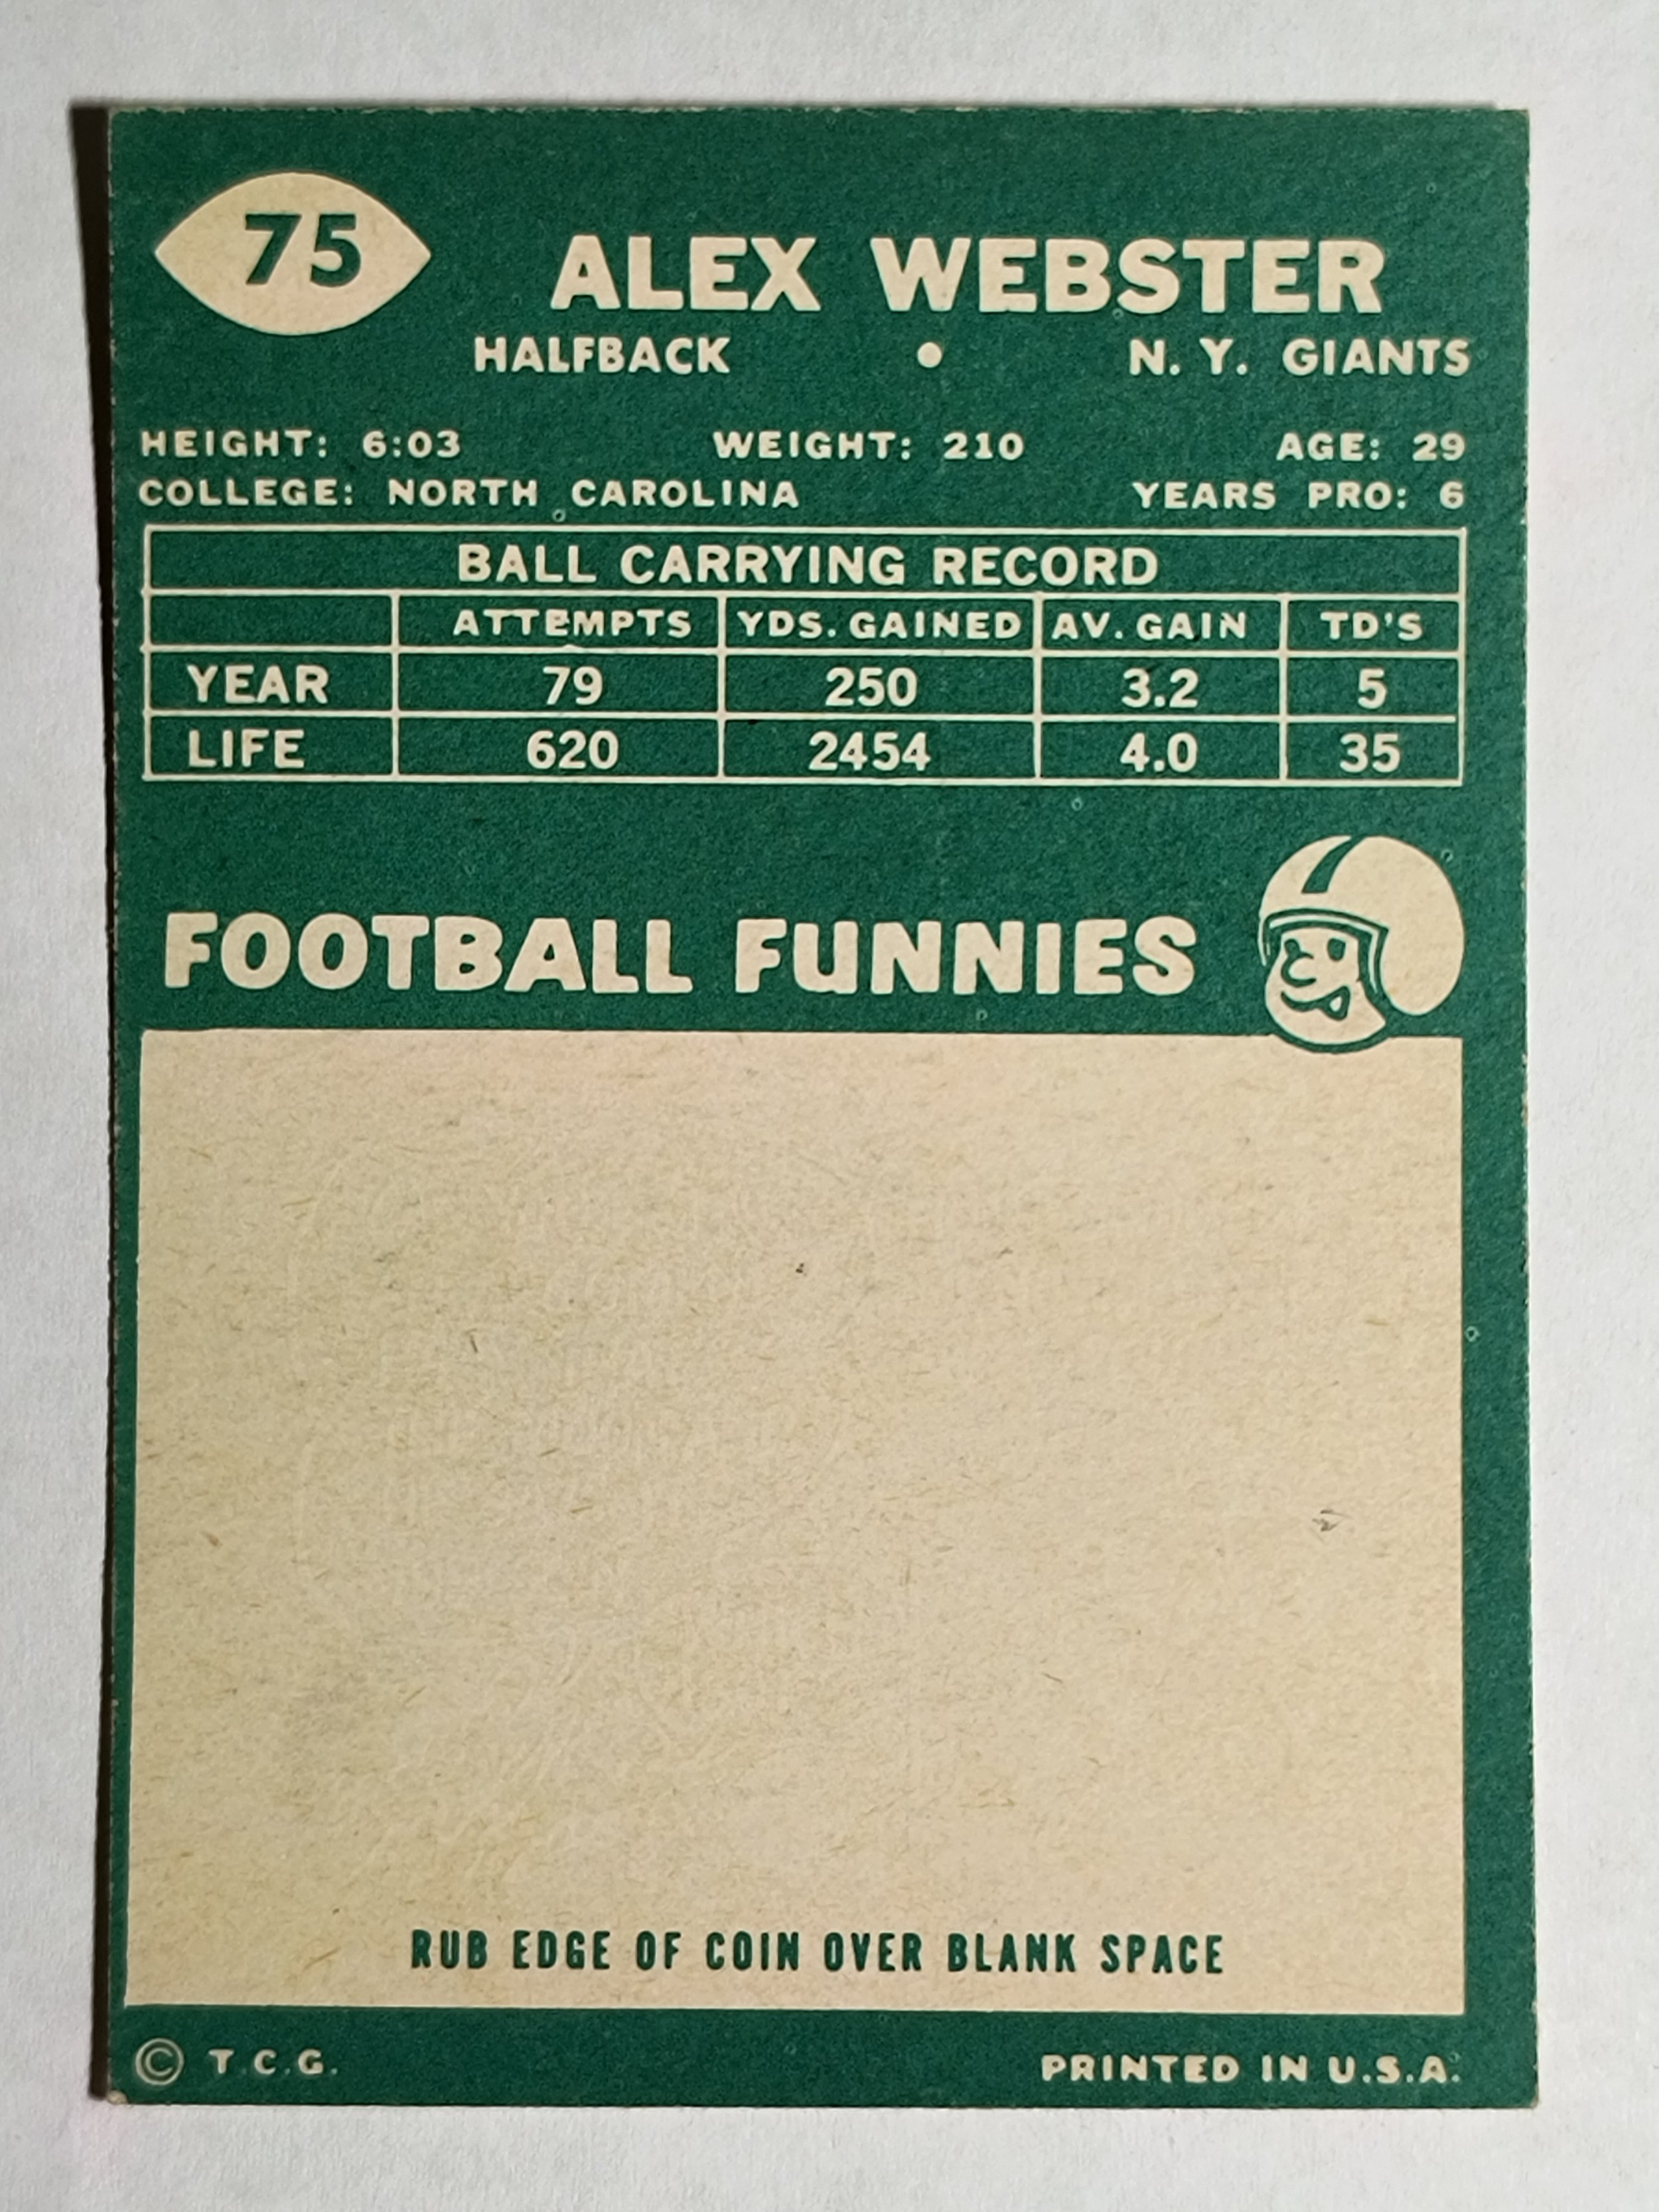 75
ALEX WEBSTER
HALFBACK • N. Y. GIANTS
HEIGHT: 6:03 WEIGHT: 210 AGE: 29
COLLEGE: NORTH CAROLINA YEARS PRO: 6
BALL CARRYING RECORD
ATTEMPTS YDS. GAINED AV. GAIN TD'S
YEAR 79 250 3.2 5
LIFE 620 2454 4.0 35
FOOTBALL FUNNIES
RUB EDGE OF COIN OVER BLANK SPACE
© T.C.G. PRINTED IN U.S.A.